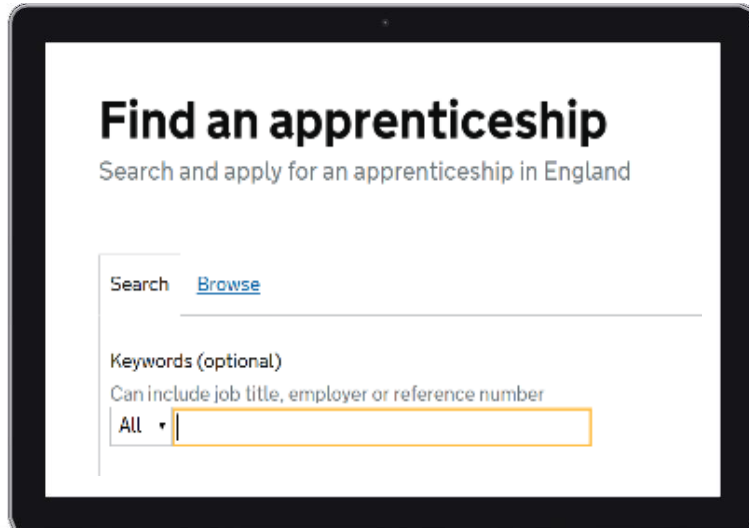 Find an apprenticeship
Search and apply for an apprenticeship in England
Search Browse
Keywords (optional)
Can include job title, employer or reference number
All